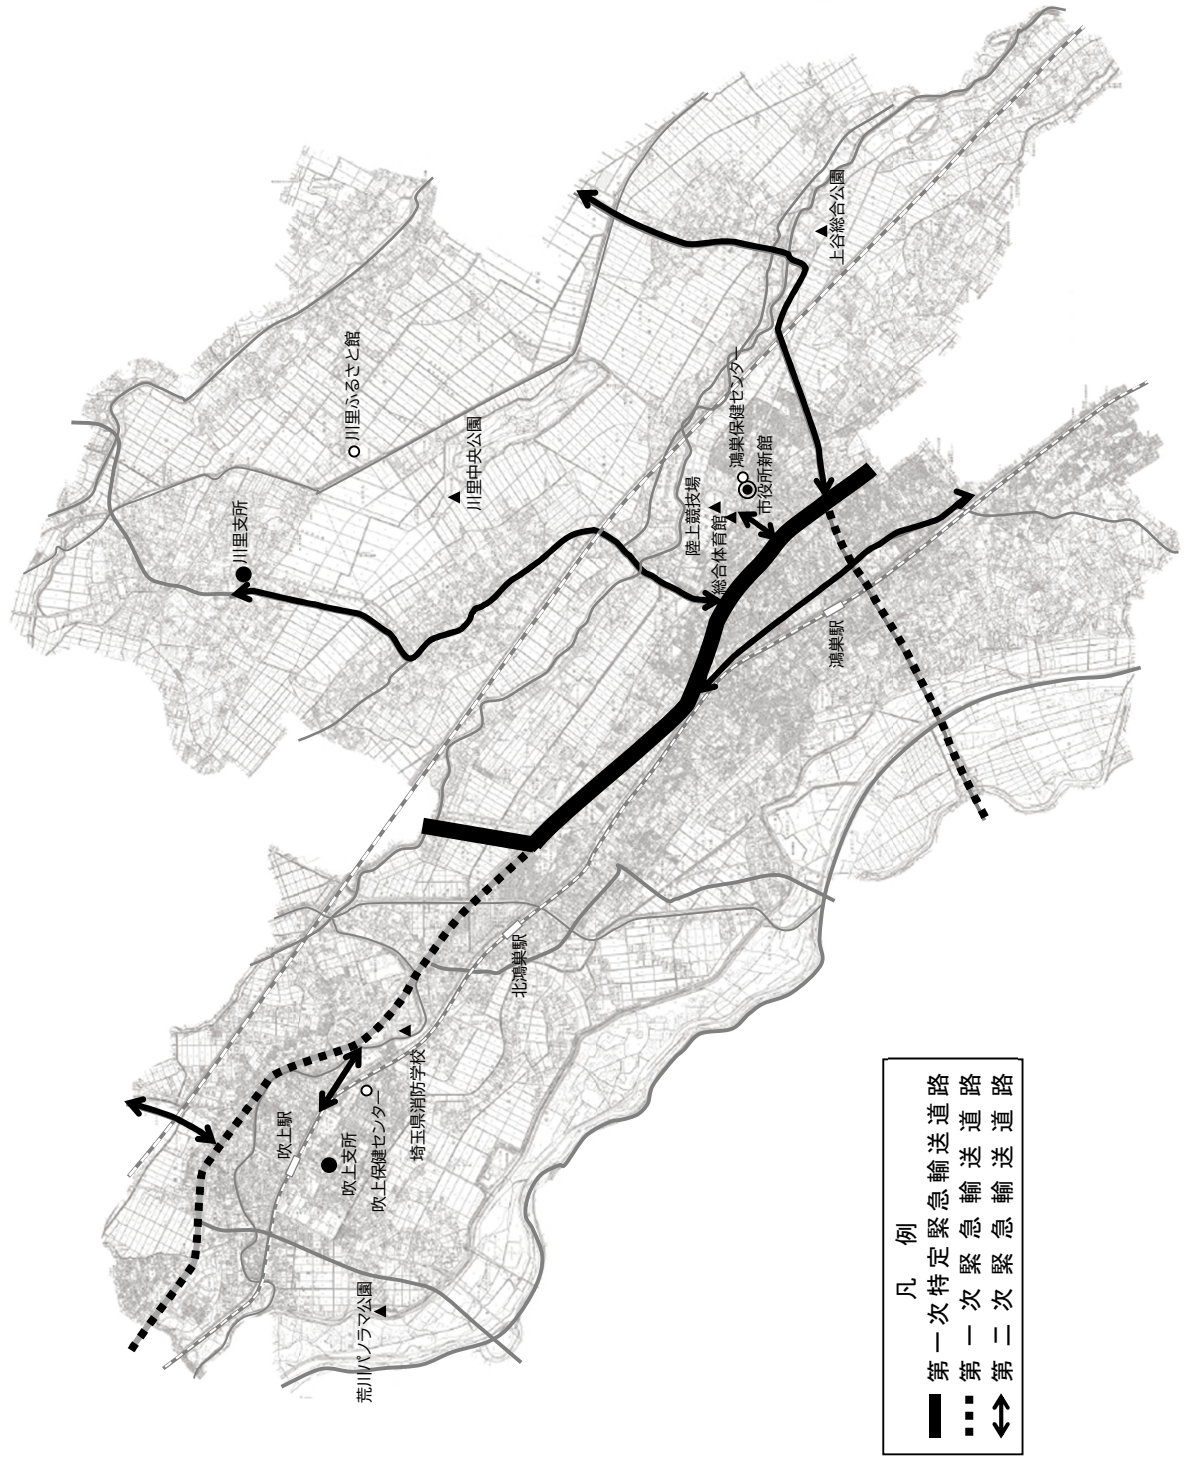 川里ふるさと館
川里中央公園
川里支所
上谷総合公園
鴻巣保健センター
市役所新館
陸上競技場
総合体育館
鴻巣駅
北鴻巣駅
埼玉県消防学校
吹上駅
吹上支所
吹上保健センター
荒川パノラマ公園
凡 例
第一次特定緊急輸送道路
第一次緊急輸送道路
第二次緊急輸送道路